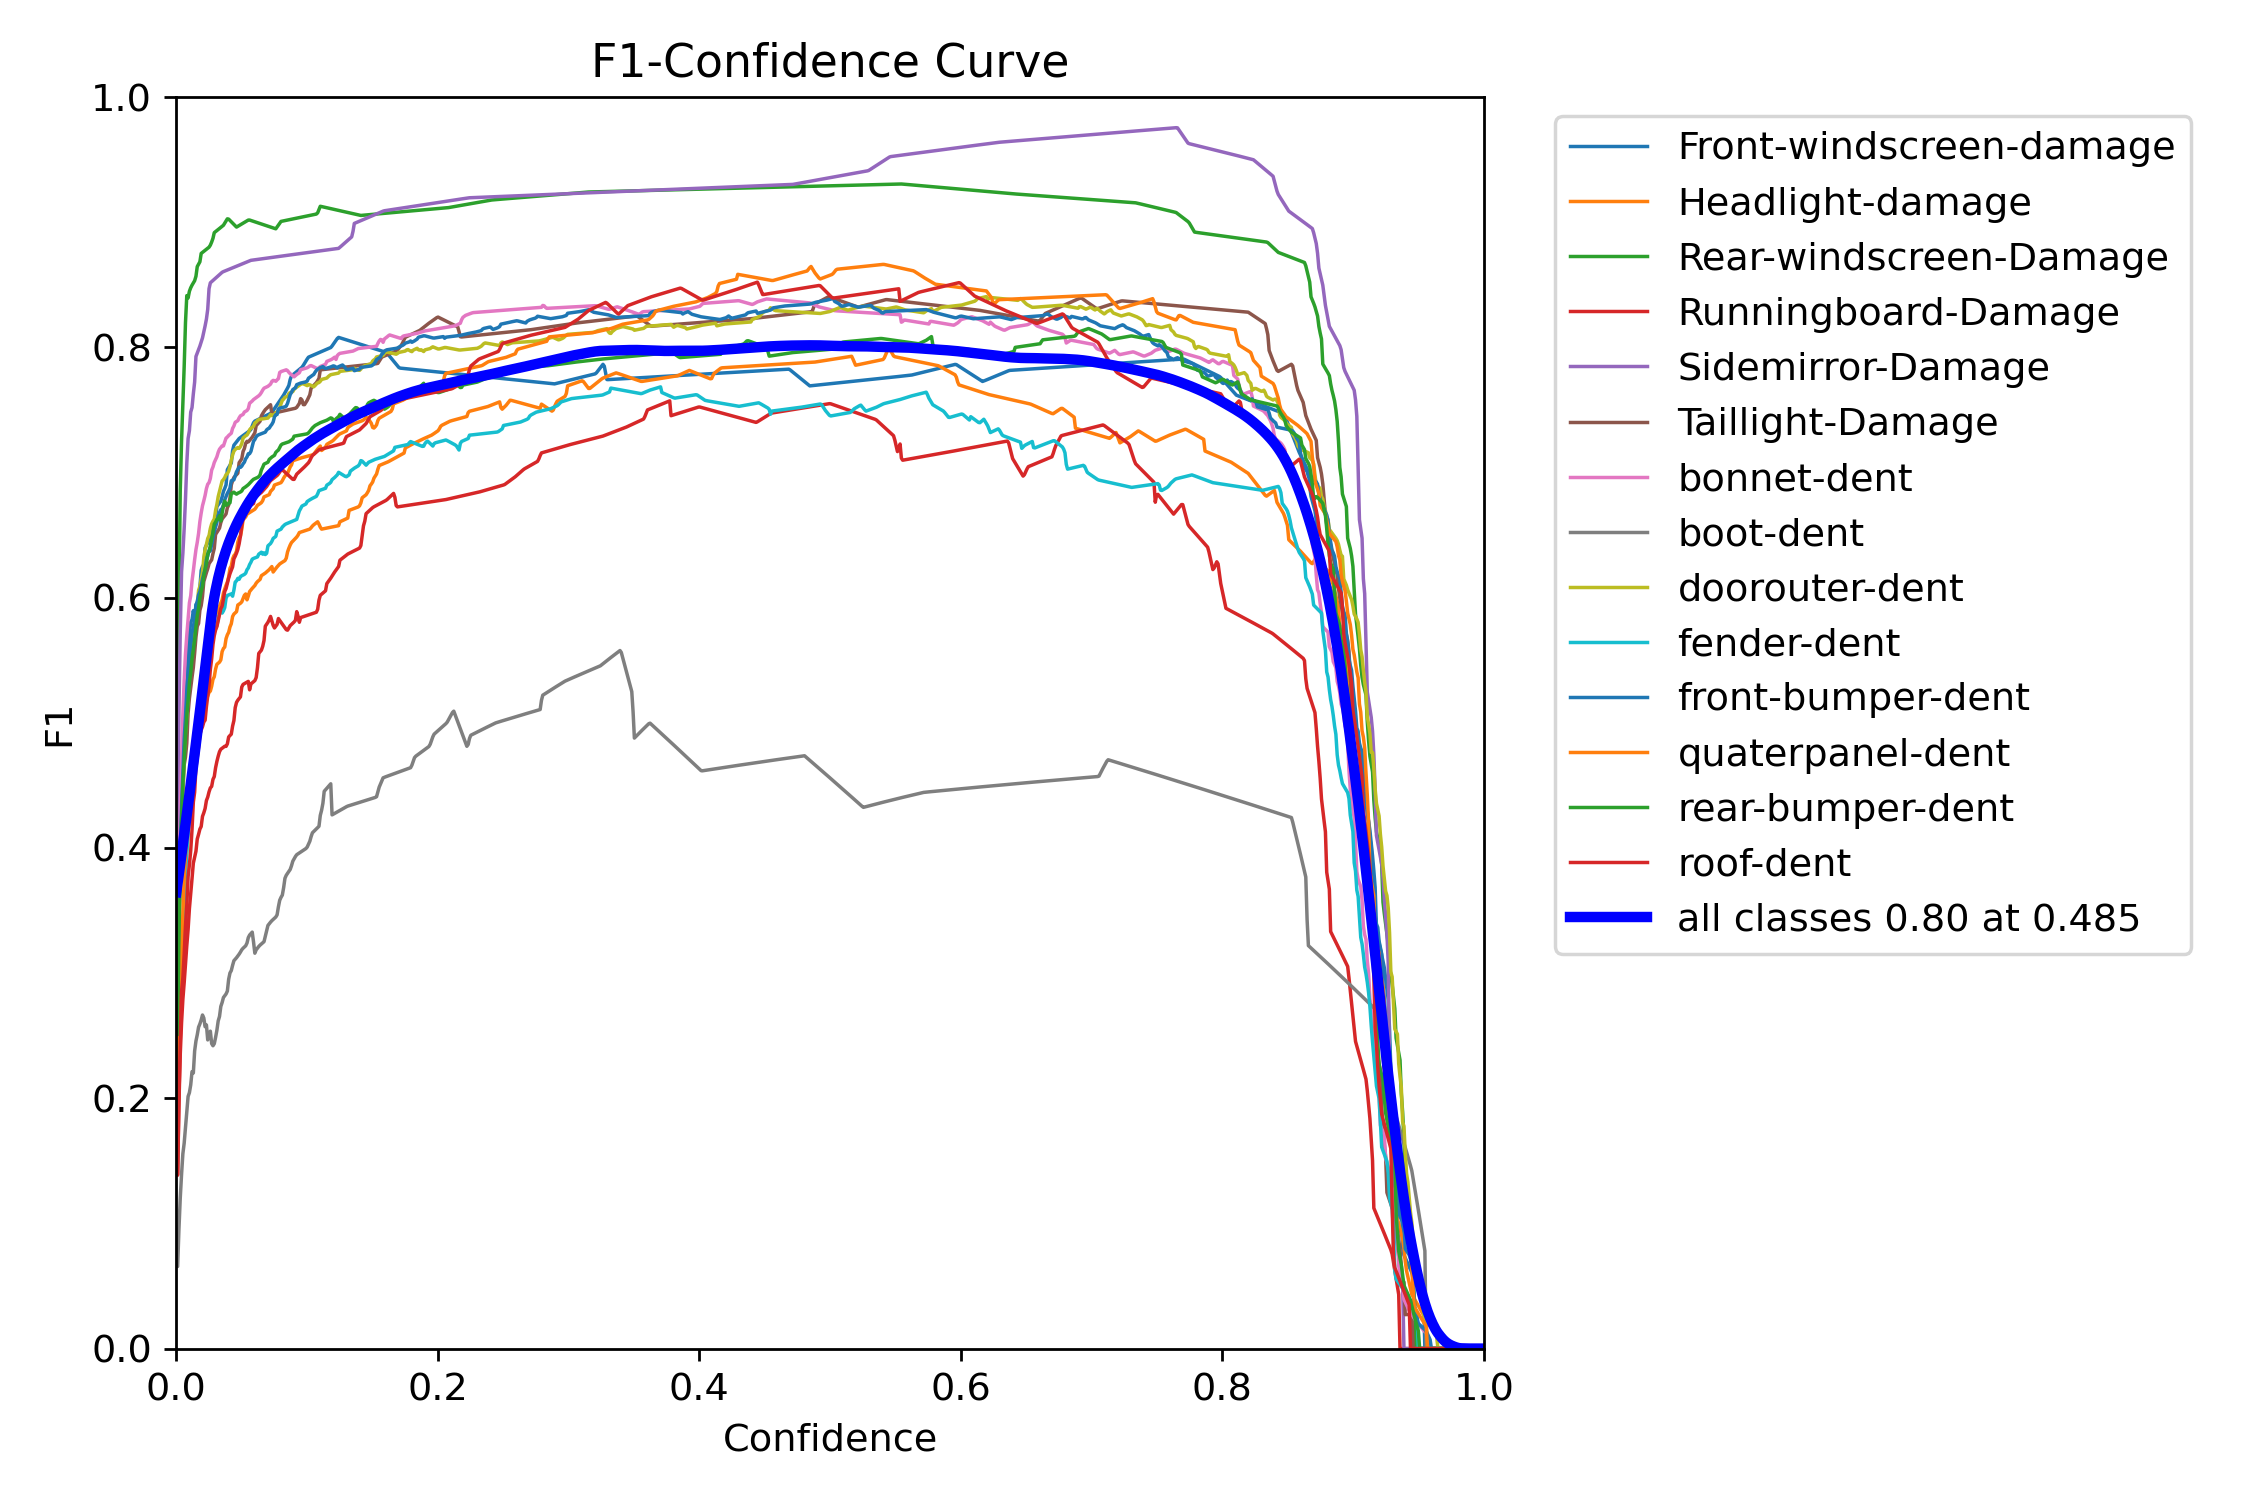 F1-Confidence Curve
1.0
0.8
0.6
0.4
0.2
0.0
F1
0.0 0.2 0.4 0.6 0.8 1.0
Confidence
Front-windscreen-damage
Headlight-damage
Rear-windscreen-Damage
Runningboard-Damage
Sidemirror-Damage
Taillight-Damage
bonnet-dent
boot-dent
doorouter-dent
fender-dent
front-bumper-dent
quaterpanel-dent
rear-bumper-dent
roof-dent
all classes 0.80 at 0.485